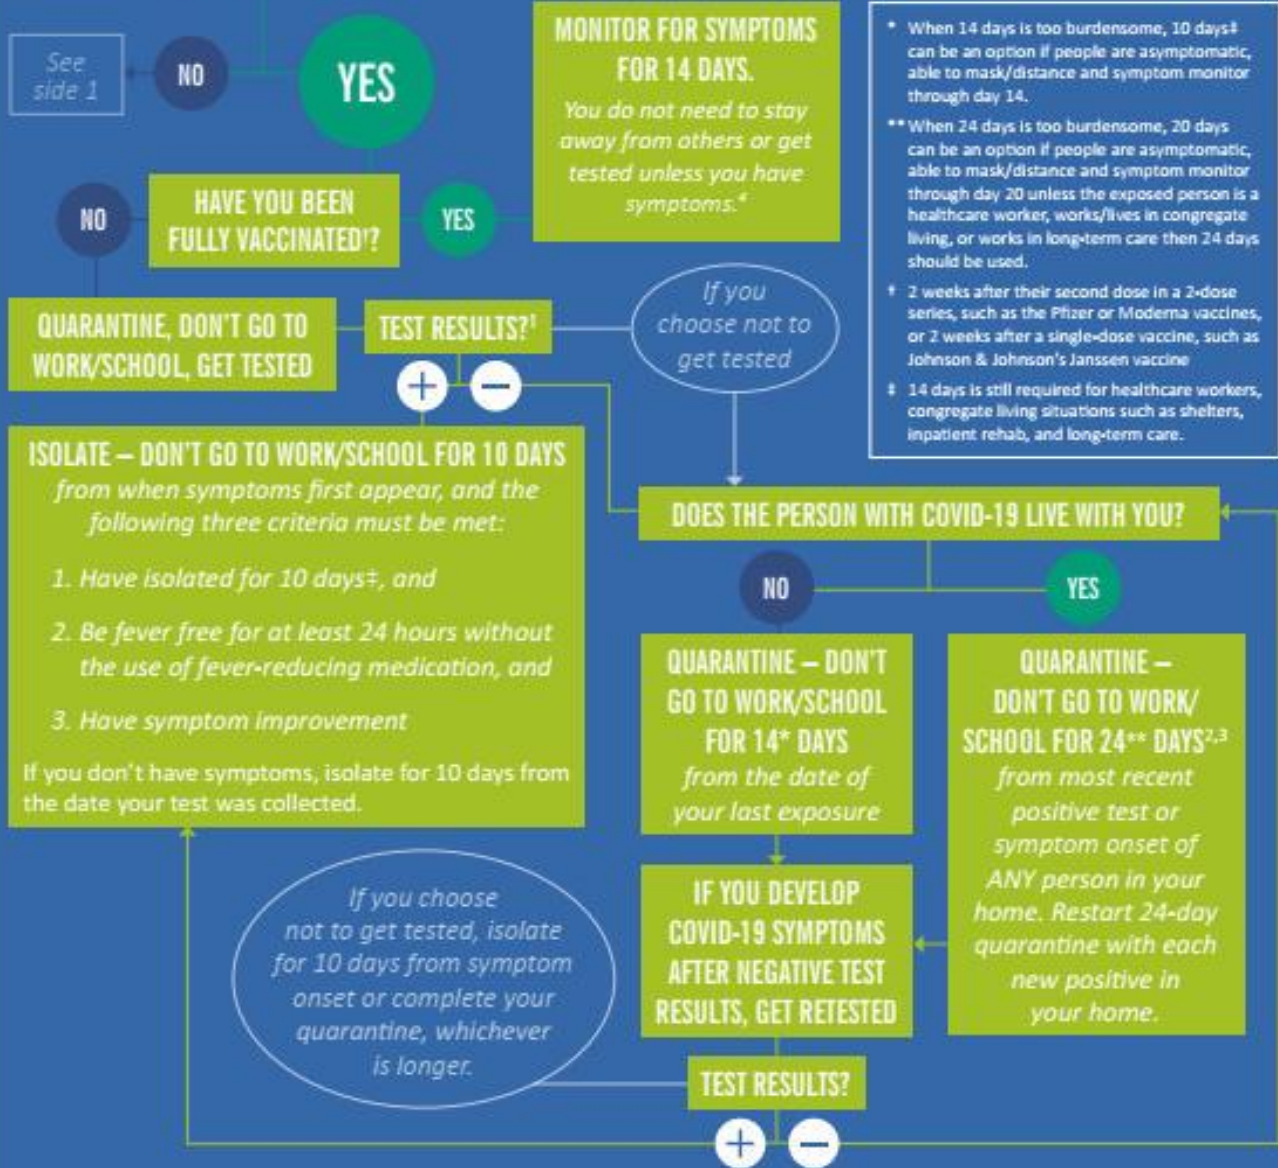 See
side 1
NO
YES
MONITOR FOR SYMPTOMS
FOR 14 DAYS.
You do not need to stay
away from others or get
tested unless you have
symptoms.⁴
* When 14 days is too burdensome, 10 days‡
can be an option if people are asymptomatic,
able to mask/distance and symptom monitor
through day 14.
** When 24 days is too burdensome, 20 days
can be an option if people are asymptomatic,
able to mask/distance and symptom monitor
through day 20 unless the exposed person is a
healthcare worker, works/lives in congregate
living, or works in long-term care then 24 days
should be used.
† 2 weeks after their second dose in a 2-dose
series, such as the Pfizer or Moderna vaccines,
or 2 weeks after a single-dose vaccine, such as
Johnson & Johnson's Janssen vaccine
‡ 14 days is still required for healthcare workers,
congregate living situations such as shelters,
inpatient rehab, and long-term care.
NO
HAVE YOU BEEN
FULLY VACCINATED†?
YES
QUARANTINE, DON'T GO TO
WORK/SCHOOL, GET TESTED
TEST RESULTS?¹
If you
choose not to
get tested
+
−
ISOLATE – DON'T GO TO WORK/SCHOOL FOR 10 DAYS
from when symptoms first appear, and the
following three criteria must be met:
1. Have isolated for 10 days‡, and
2. Be fever free for at least 24 hours without
the use of fever-reducing medication, and
3. Have symptom improvement
If you don't have symptoms, isolate for 10 days from
the date your test was collected.
DOES THE PERSON WITH COVID-19 LIVE WITH YOU?
NO
YES
QUARANTINE – DON'T
GO TO WORK/SCHOOL
FOR 14* DAYS
from the date of
your last exposure
QUARANTINE –
DON'T GO TO WORK/
SCHOOL FOR 24** DAYS²,³
from most recent
positive test or
symptom onset of
ANY person in your
home. Restart 24-day
quarantine with each
new positive in
your home.
If you choose
not to get tested, isolate
for 10 days from symptom
onset or complete your
quarantine, whichever
is longer.
IF YOU DEVELOP
COVID-19 SYMPTOMS
AFTER NEGATIVE TEST
RESULTS, GET RETESTED
TEST RESULTS?
+
−